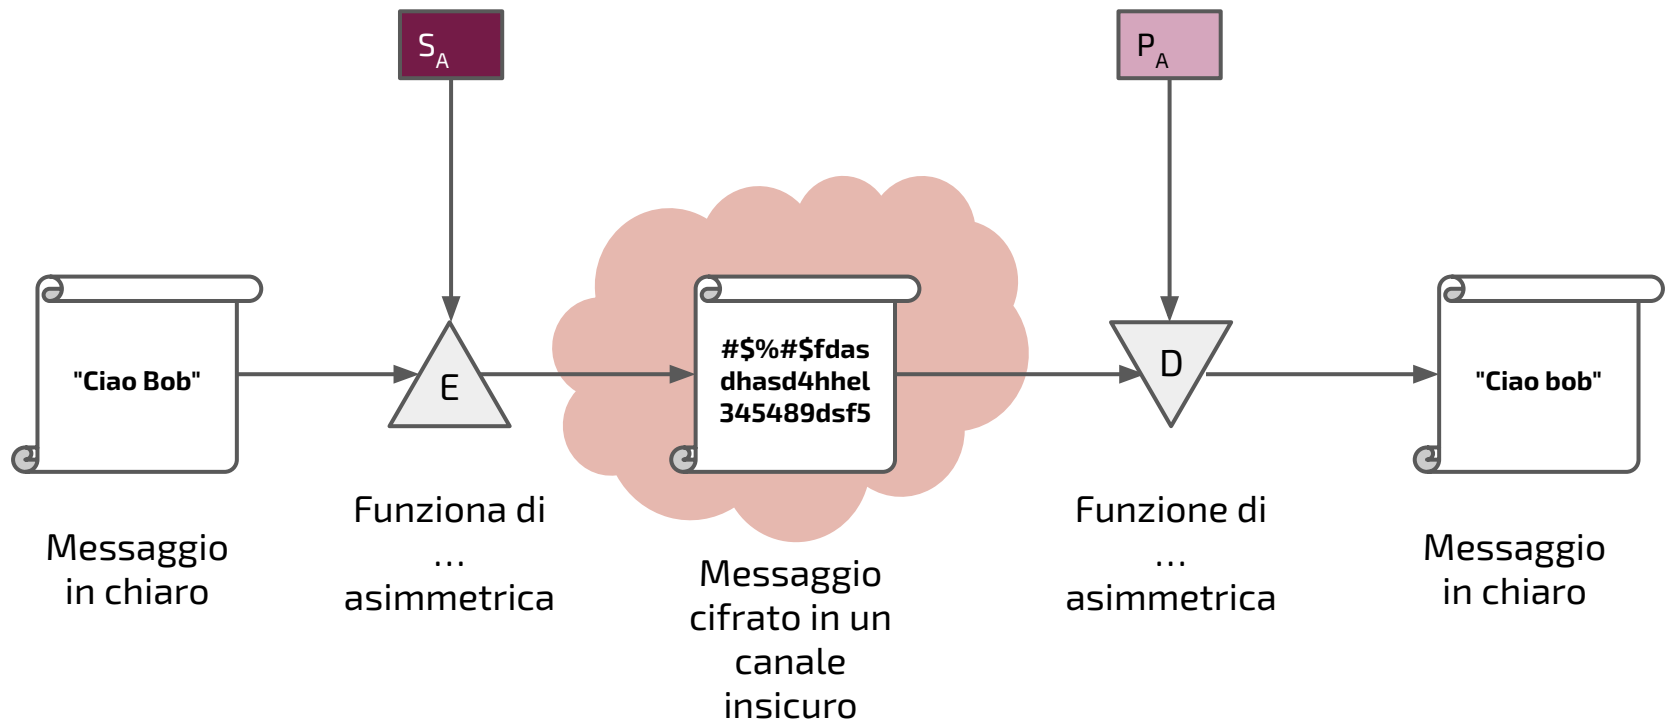 S_A
P_A
"Ciao Bob"
E
#$%#$fdas
dhasd4hhel
345489dsf5
D
"Ciao bob"
Messaggio
in chiaro
Funziona di
...
asimmetrica
Messaggio
cifrato in un
canale
insicuro
Funzione di
...
asimmetrica
Messaggio
in chiaro